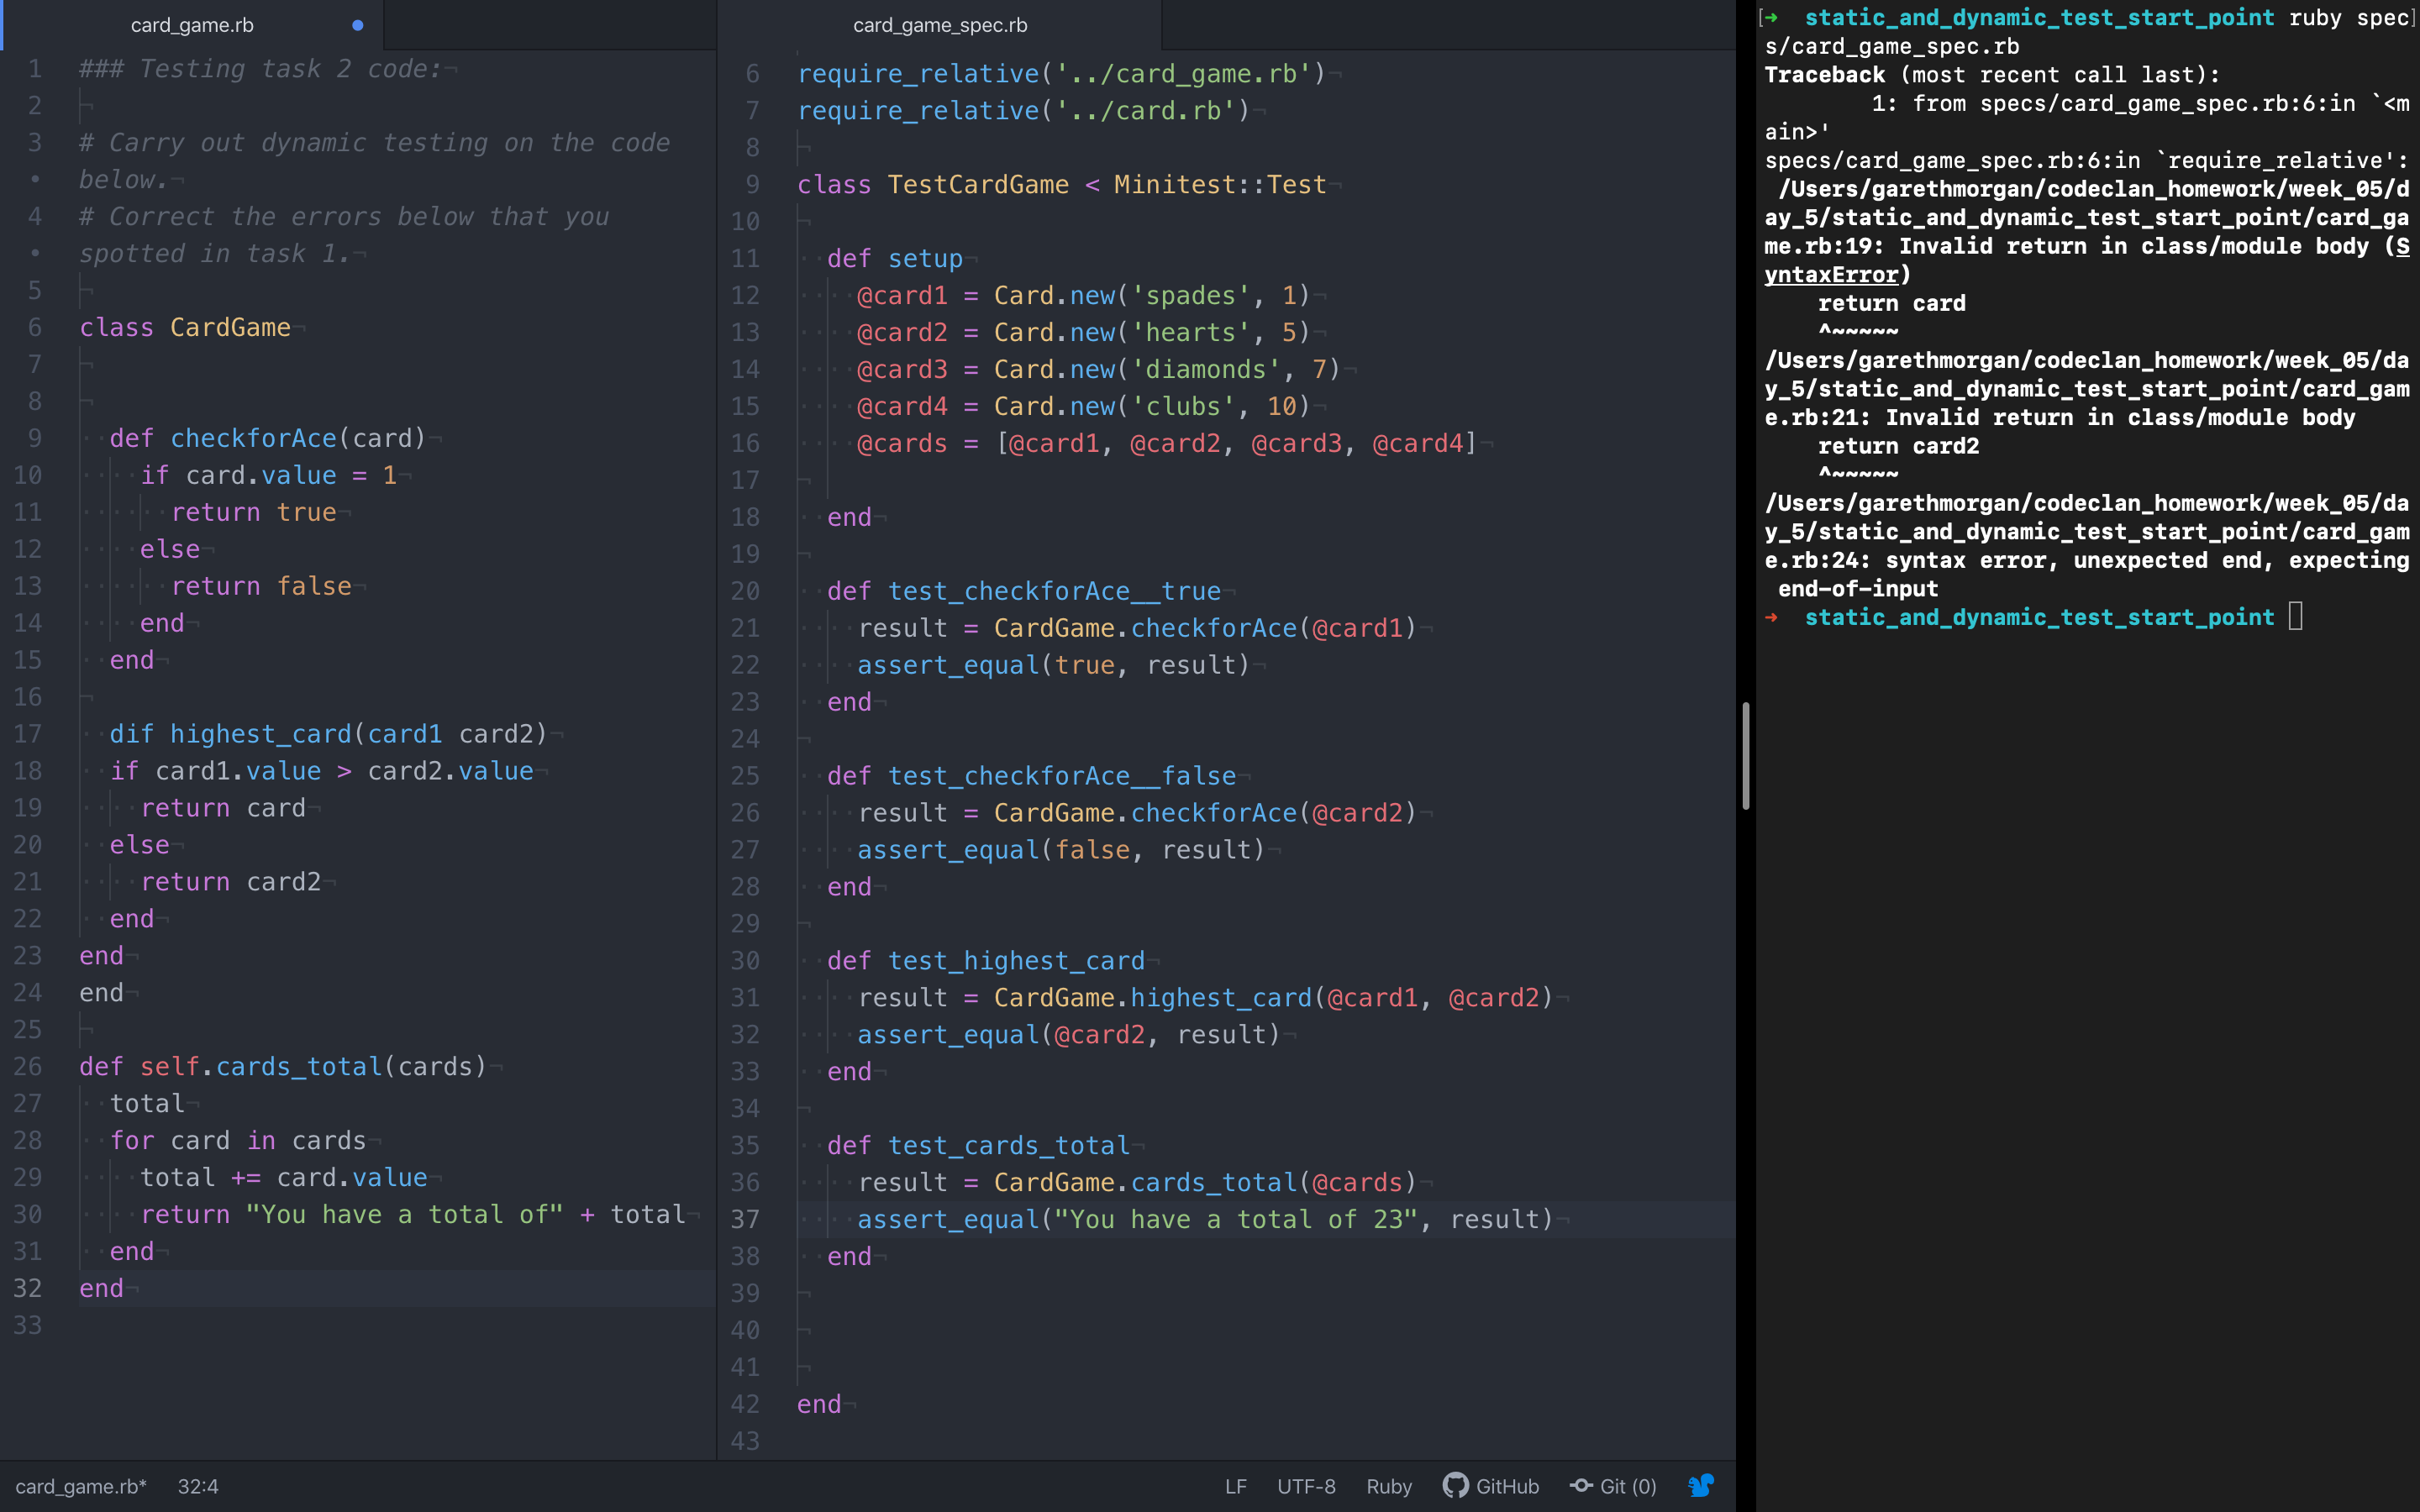 card_game.rb
1 ### Testing task 2 code:
2
3 # Carry out dynamic testing on the code
• below.
4 # Correct the errors below that you
• spotted in task 1.
5
6 class CardGame
7
8
9   def checkforAce(card)
10     if card.value = 1
11       return true
12     else
13       return false
14     end
15   end
16
17   dif highest_card(card1 card2)
18   if card1.value > card2.value
19     return card
20   else
21     return card2
22   end
23 end
24 end
25
26 def self.cards_total(cards)
27   total
28   for card in cards
29     total += card.value
30     return "You have a total of" + total
31   end
32 end
33
card_game_spec.rb
6 require_relative('../card_game.rb')
7 require_relative('../card.rb')
8
9 class TestCardGame < Minitest::Test
10
11   def setup
12     @card1 = Card.new('spades', 1)
13     @card2 = Card.new('hearts', 5)
14     @card3 = Card.new('diamonds', 7)
15     @card4 = Card.new('clubs', 10)
16     @cards = [@card1, @card2, @card3, @card4]
17
18   end
19
20   def test_checkforAce__true
21     result = CardGame.checkforAce(@card1)
22     assert_equal(true, result)
23   end
24
25   def test_checkforAce__false
26     result = CardGame.checkforAce(@card2)
27     assert_equal(false, result)
28   end
29
30   def test_highest_card
31     result = CardGame.highest_card(@card1, @card2)
32     assert_equal(@card2, result)
33   end
34
35   def test_cards_total
36     result = CardGame.cards_total(@cards)
37     assert_equal("You have a total of 23", result)
38   end
39
40
41
42 end
43
[➜  static_and_dynamic_test_start_point ruby spec]
s/card_game_spec.rb
Traceback (most recent call last):
        1: from specs/card_game_spec.rb:6:in `<m
ain>'
specs/card_game_spec.rb:6:in `require_relative':
 /Users/garethmorgan/codeclan_homework/week_05/d
ay_5/static_and_dynamic_test_start_point/card_ga
me.rb:19: Invalid return in class/module body (S
yntaxError)
    return card
    ^~~~~~
/Users/garethmorgan/codeclan_homework/week_05/da
y_5/static_and_dynamic_test_start_point/card_gam
e.rb:21: Invalid return in class/module body
    return card2
    ^~~~~~
/Users/garethmorgan/codeclan_homework/week_05/da
y_5/static_and_dynamic_test_start_point/card_gam
e.rb:24: syntax error, unexpected end, expecting
 end-of-input
➜  static_and_dynamic_test_start_point
card_game.rb* 32:4
LF UTF-8 Ruby GitHub Git (0)